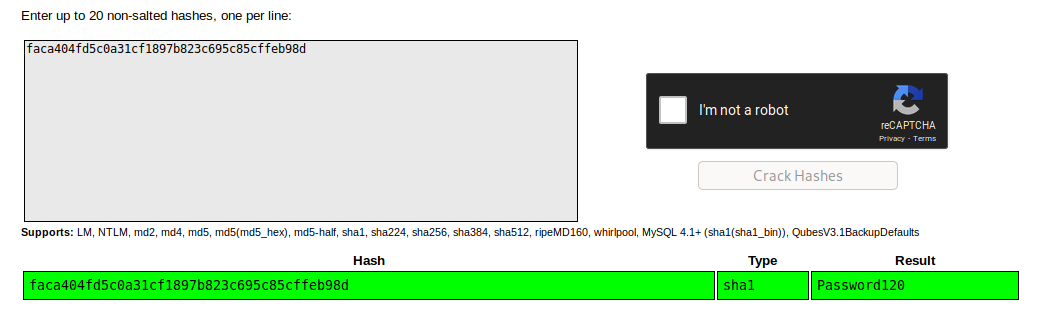 Enter up to 20 non-salted hashes, one per line:
faca404fd5c0a31cf1897b823c695c85cffeb98d
I'm not a robot
reCAPTCHA
Privacy - Terms
Crack Hashes
Supports: LM, NTLM, md2, md4, md5, md5(md5_hex), md5-half, sha1, sha224, sha256, sha384, sha512, ripeMD160, whirlpool, MySQL 4.1+ (sha1(sha1_bin)), QubesV3.1BackupDefaults
Hash Type Result
faca404fd5c0a31cf1897b823c695c85cffeb98d sha1 Password120